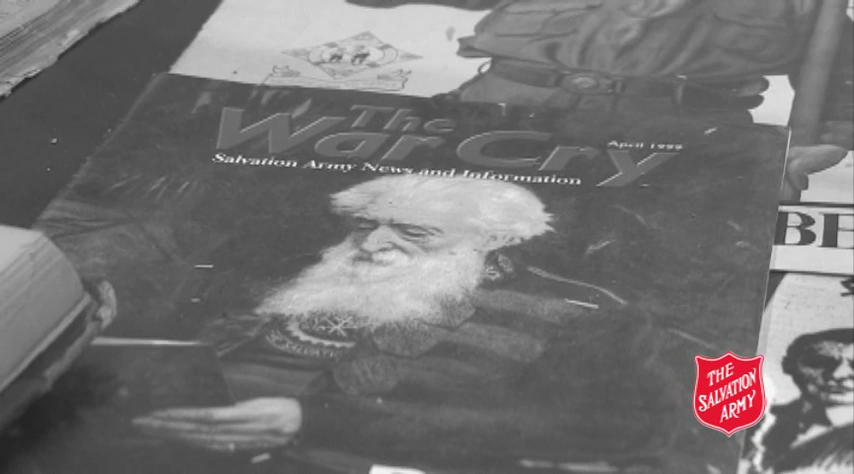 The
War Cry
April 1999
Salvation Army News and Information
BE
THE
SALVATION
ARMY